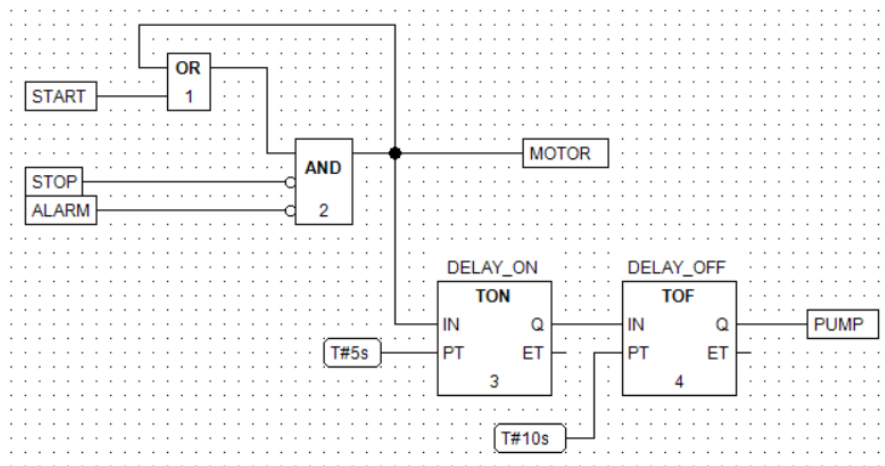 OR
START
1
AND
MOTOR
STOP
ALARM
2
DELAY_ON
DELAY_OFF
TON
TOF
IN
Q
IN
Q
PUMP
T#5s
PT
ET
PT
ET
3
4
T#10s